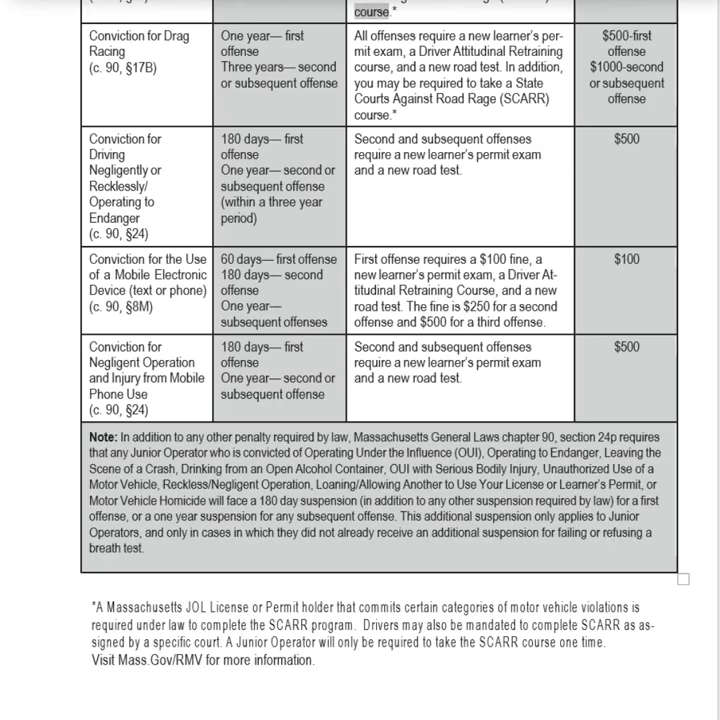 course.*
Conviction for Drag
Racing
(c. 90, §17B)
One year— first
offense
Three years— second
or subsequent offense
All offenses require a new learner's per-
mit exam, a Driver Attitudinal Retraining
course, and a new road test. In addition,
you may be required to take a State
Courts Against Road Rage (SCARR)
course.*
$500-first
offense
$1000-second
or subsequent
offense
Conviction for
Driving
Negligently or
Recklessly/
Operating to
Endanger
(c. 90, §24)
180 days— first
offense
One year— second or
subsequent offense
(within a three year
period)
Second and subsequent offenses
require a new learner's permit exam
and a new road test.
$500
Conviction for the Use
of a Mobile Electronic
Device (text or phone)
(c. 90, §8M)
60 days— first offense
180 days— second
offense
One year—
subsequent offenses
First offense requires a $100 fine, a
new learner's permit exam, a Driver At-
titudinal Retraining Course, and a new
road test. The fine is $250 for a second
offense and $500 for a third offense.
$100
Conviction for
Negligent Operation
and Injury from Mobile
Phone Use
(c. 90, §24)
180 days— first
offense
One year— second or
subsequent offense
Second and subsequent offenses
require a new learner's permit exam
and a new road test.
$500
Note: In addition to any other penalty required by law, Massachusetts General Laws chapter 90, section 24p requires
that any Junior Operator who is convicted of Operating Under the Influence (OUI), Operating to Endanger, Leaving the
Scene of a Crash, Drinking from an Open Alcohol Container, OUI with Serious Bodily Injury, Unauthorized Use of a
Motor Vehicle, Reckless/Negligent Operation, Loaning/Allowing Another to Use Your License or Learner's Permit, or
Motor Vehicle Homicide will face a 180 day suspension (in addition to any other suspension required by law) for a first
offense, or a one year suspension for any subsequent offense. This additional suspension only applies to Junior
Operators, and only in cases in which they did not already receive an additional suspension for failing or refusing a
breath test.
*A Massachusetts JOL License or Permit holder that commits certain categories of motor vehicle violations is
required under law to complete the SCARR program. Drivers may also be mandated to complete SCARR as as-
signed by a specific court. A Junior Operator will only be required to take the SCARR course one time.
Visit Mass.Gov/RMV for more information.